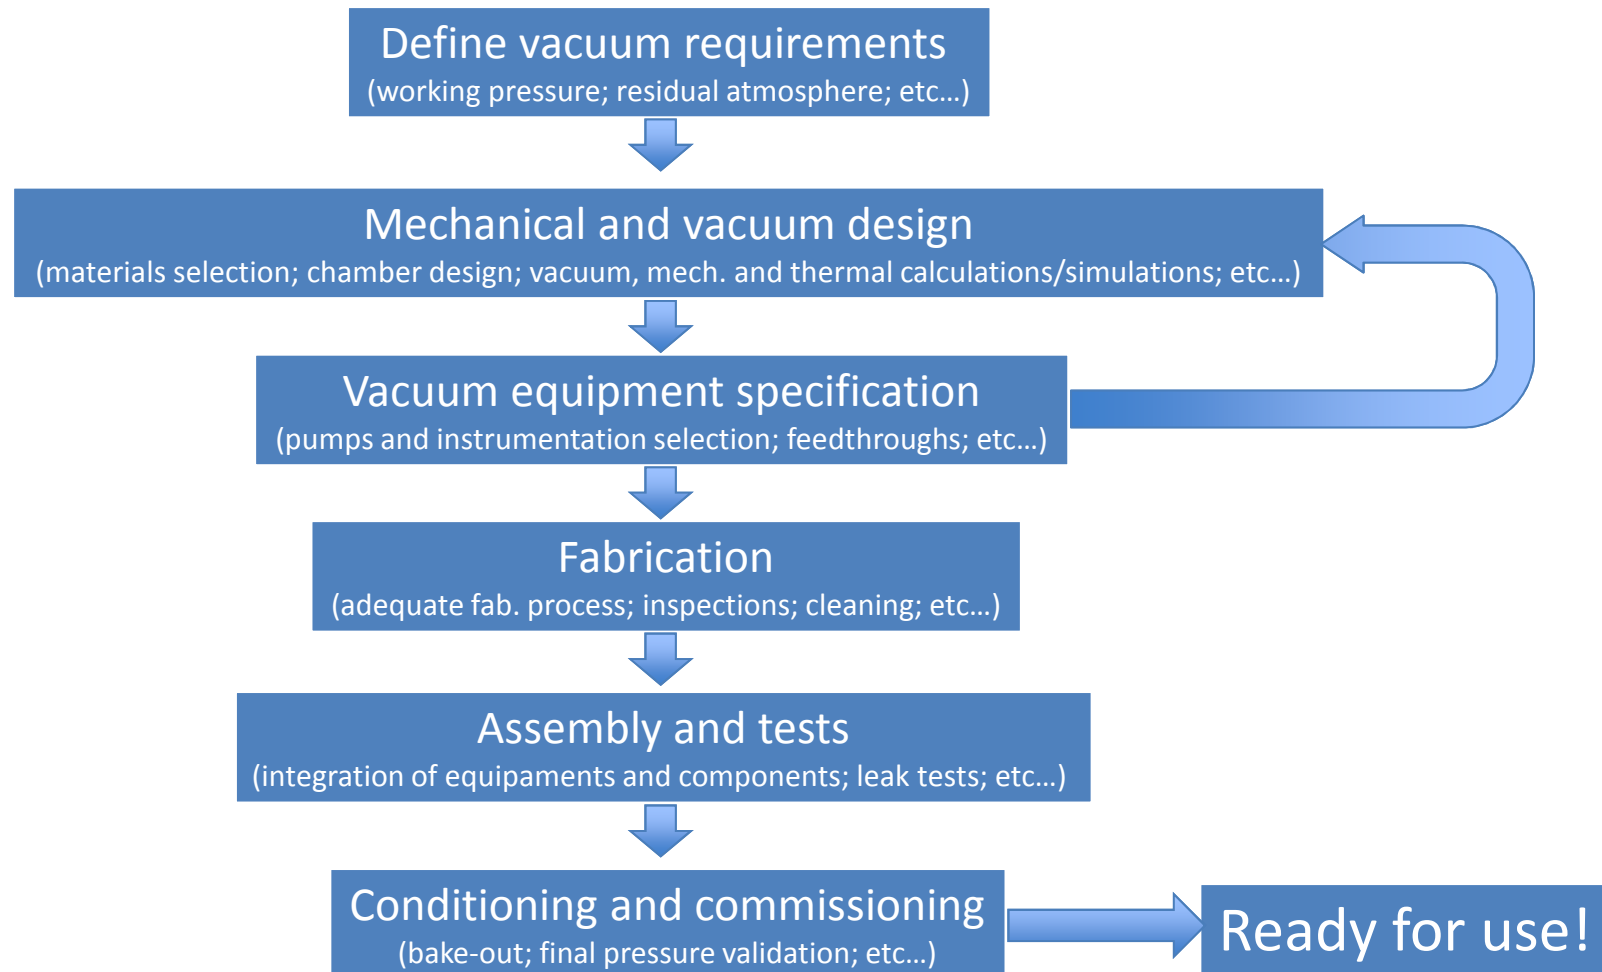 Define vacuum requirements
(working pressure; residual atmosphere; etc…)
Mechanical and vacuum design
(materials selection; chamber design; vacuum, mech. and thermal calculations/simulations; etc…)
Vacuum equipment specification
(pumps and instrumentation selection; feedthroughs; etc…)
Fabrication
(adequate fab. process; inspections; cleaning; etc…)
Assembly and tests
(integration of equipaments and components; leak tests; etc…)
Conditioning and commissioning
(bake-out; final pressure validation; etc…)
Ready for use!